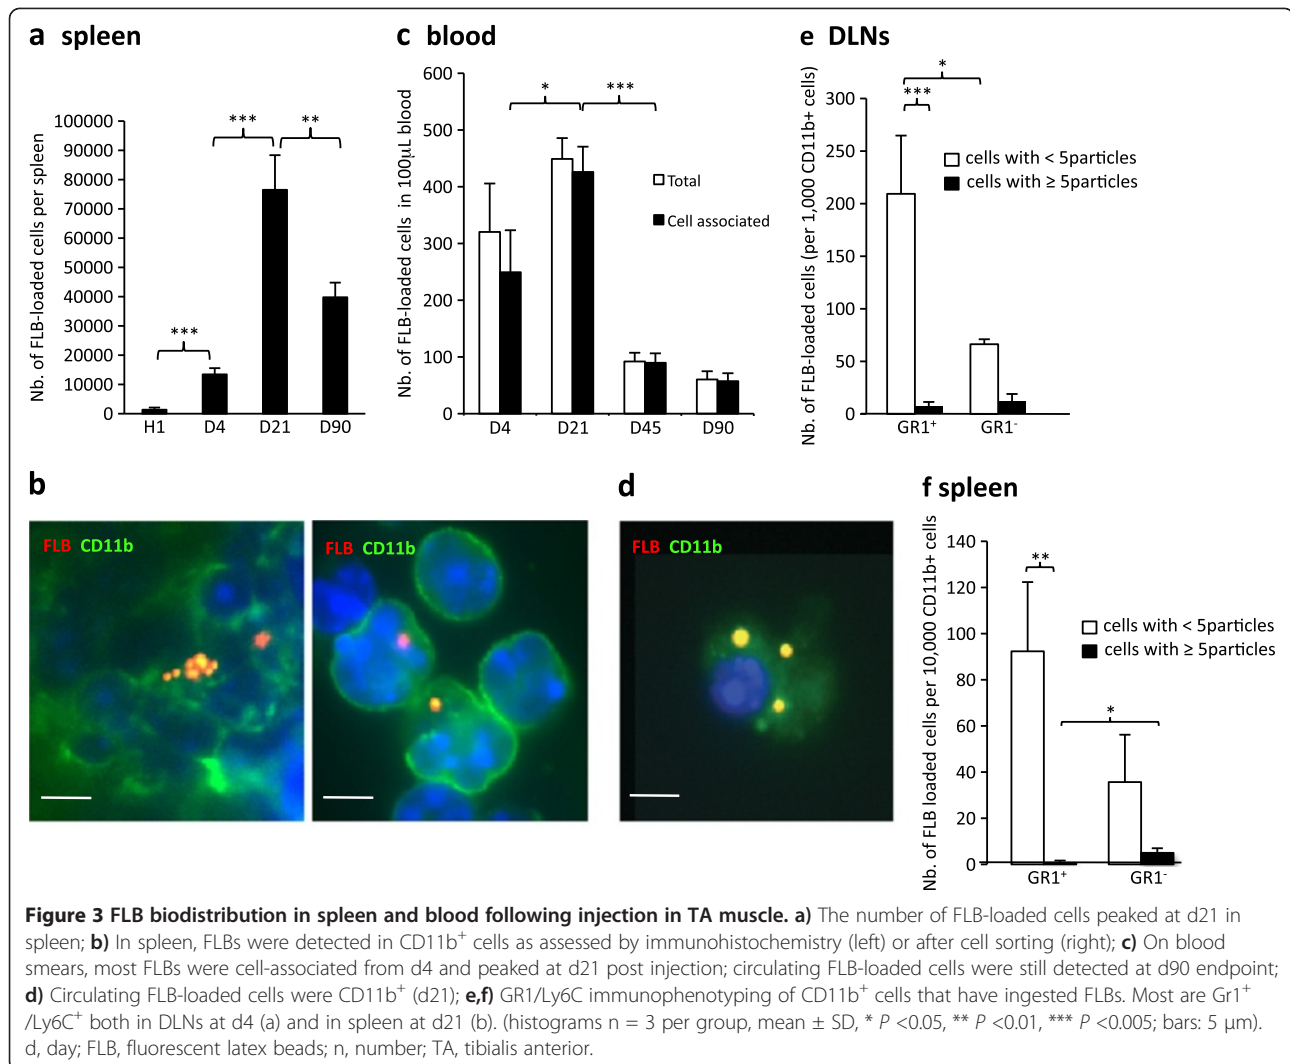 a spleen
Nb. of FLB-loaded cells per spleen
100000
90000
80000
70000
60000
50000
40000
30000
20000
10000
0
***
***
**
H1 D4 D21 D90
c blood
Nb. of FLB-loaded cells in 100µL blood
600
500
400
300
200
100
0
*
***
Total
Cell associated
D4 D21 D45 D90
e DLNs
Nb. of FLB-loaded cells (per 1,000 CD11b+ cells)
300
250
200
150
100
50
0
*
***
cells with < 5particles
cells with ≥ 5particles
GR1⁺ GR1⁻
b
FLB CD11b
FLB CD11b
d
FLB CD11b
f spleen
Nb. of FLB loaded cells per 10,000 CD11b+ cells
140
120
100
80
60
40
20
0
**
*
cells with < 5particles
cells with ≥ 5particles
GR1⁺ GR1⁻
Figure 3 FLB biodistribution in spleen and blood following injection in TA muscle. a) The number of FLB-loaded cells peaked at d21 in
spleen; b) In spleen, FLBs were detected in CD11b⁺ cells as assessed by immunohistochemistry (left) or after cell sorting (right); c) On blood
smears, most FLBs were cell-associated from d4 and peaked at d21 post injection; circulating FLB-loaded cells were still detected at d90 endpoint;
d) Circulating FLB-loaded cells were CD11b⁺ (d21); e,f) GR1/Ly6C immunophenotyping of CD11b⁺ cells that have ingested FLBs. Most are Gr1⁺
/Ly6C⁺ both in DLNs at d4 (a) and in spleen at d21 (b). (histograms n = 3 per group, mean ± SD, * P <0.05, ** P <0.01, *** P <0.005; bars: 5 µm).
d, day; FLB, fluorescent latex beads; n, number; TA, tibialis anterior.